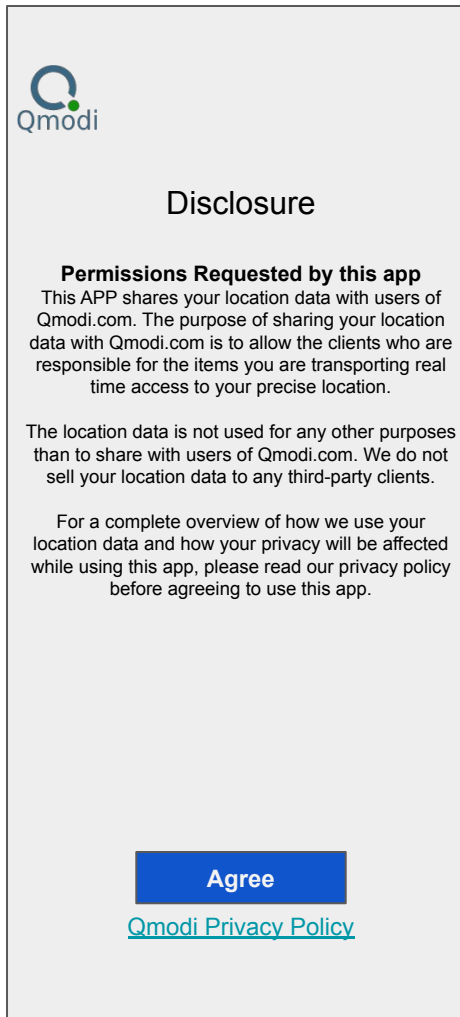 Qmodi
Disclosure
Permissions Requested by this app
This APP shares your location data with users of
Qmodi.com. The purpose of sharing your location
data with Qmodi.com is to allow the clients who are
responsible for the items you are transporting real
time access to your precise location.
The location data is not used for any other purposes
than to share with users of Qmodi.com. We do not
sell your location data to any third-party clients.
For a complete overview of how we use your
location data and how your privacy will be affected
while using this app, please read our privacy policy
before agreeing to use this app.
Agree
Qmodi Privacy Policy